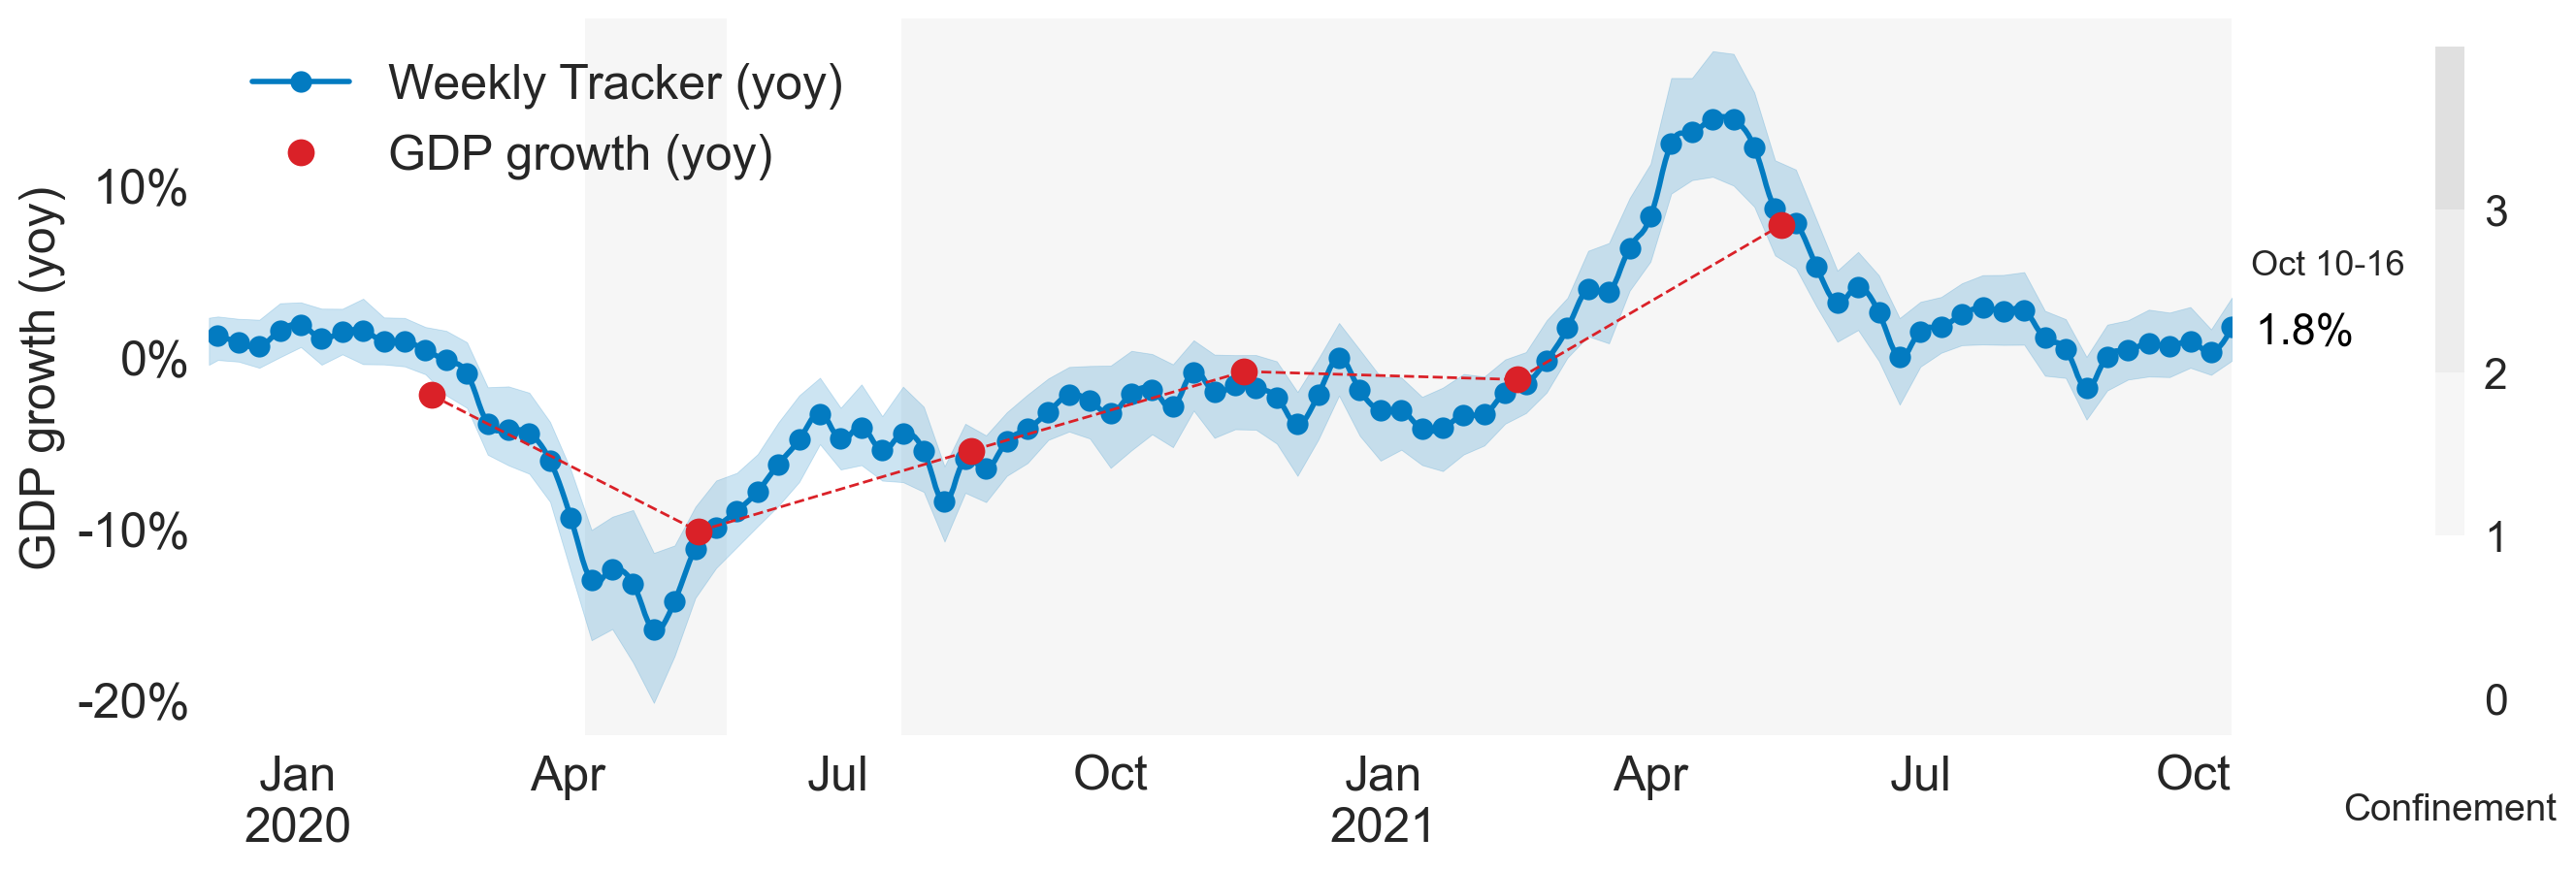 Weekly Tracker (yoy)
GDP growth (yoy)
GDP growth (yoy)
10%
0%
-10%
-20%
Jan
2020
Apr
Jul
Oct
Jan
2021
Apr
Jul
Oct
Oct 10-16
1.8%
3
2
1
0
Confinement